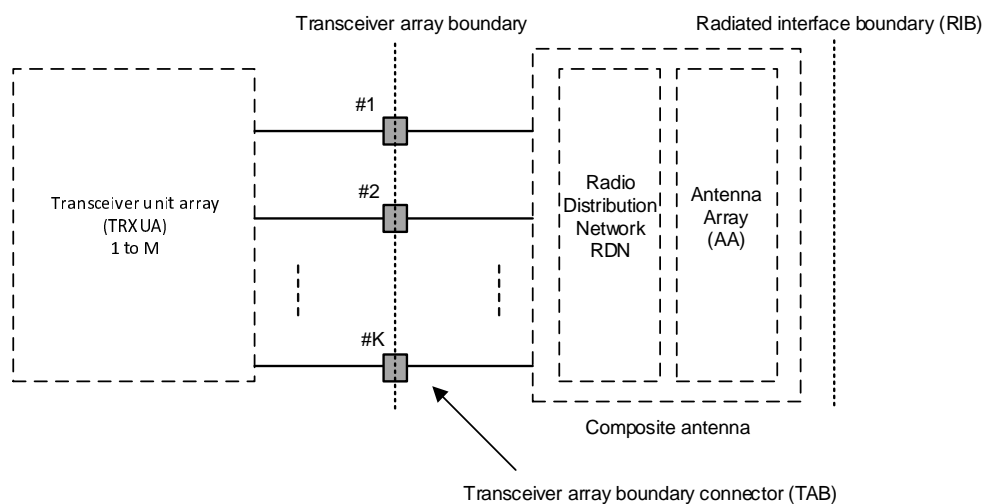 Transceiver array boundary
Radiated interface boundary (RIB)
#1
#2
#K
Transceiver unit array
(TRXUA)
1 to M
Radio
Distribution
Network
RDN
Antenna
Array
(AA)
Composite antenna
Transceiver array boundary connector (TAB)